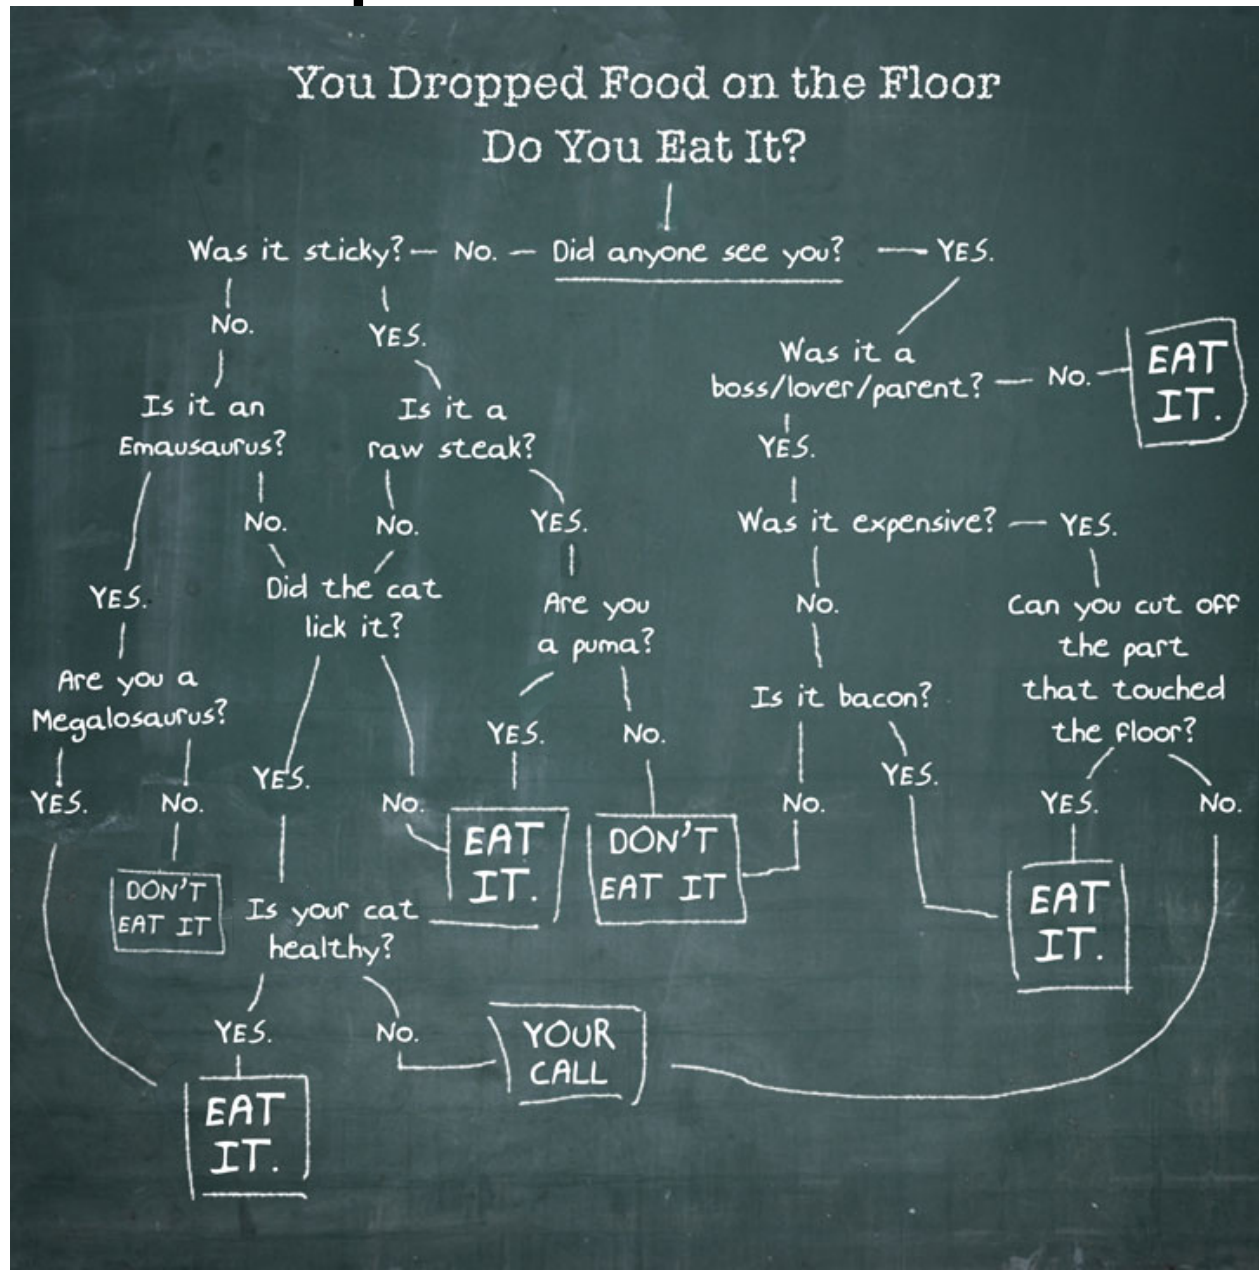 You Dropped Food on the Floor
Do You Eat It?
Was it sticky? No. Did anyone see you? YES.
No.
YES.
Was it a
boss/lover/parent? No.
EAT
IT.
Is it an
Emausaurus?
Is it a
raw steak?
YES.
No.
No.
YES.
Was it expensive? YES.
YES.
Did the cat
lick it?
Are you
a puma?
No.
Can you cut off
the part
that touched
the floor?
Are you a
Megalosaurus?
Is it bacon?
YES.
No.
YES.
No.
YES.
No.
No.
YES.
YES.
No.
EAT
IT.
DON'T
EAT IT
DON'T
EAT IT
Is your cat
healthy?
EAT
IT.
YES.
No.
YOUR
CALL
EAT
IT.